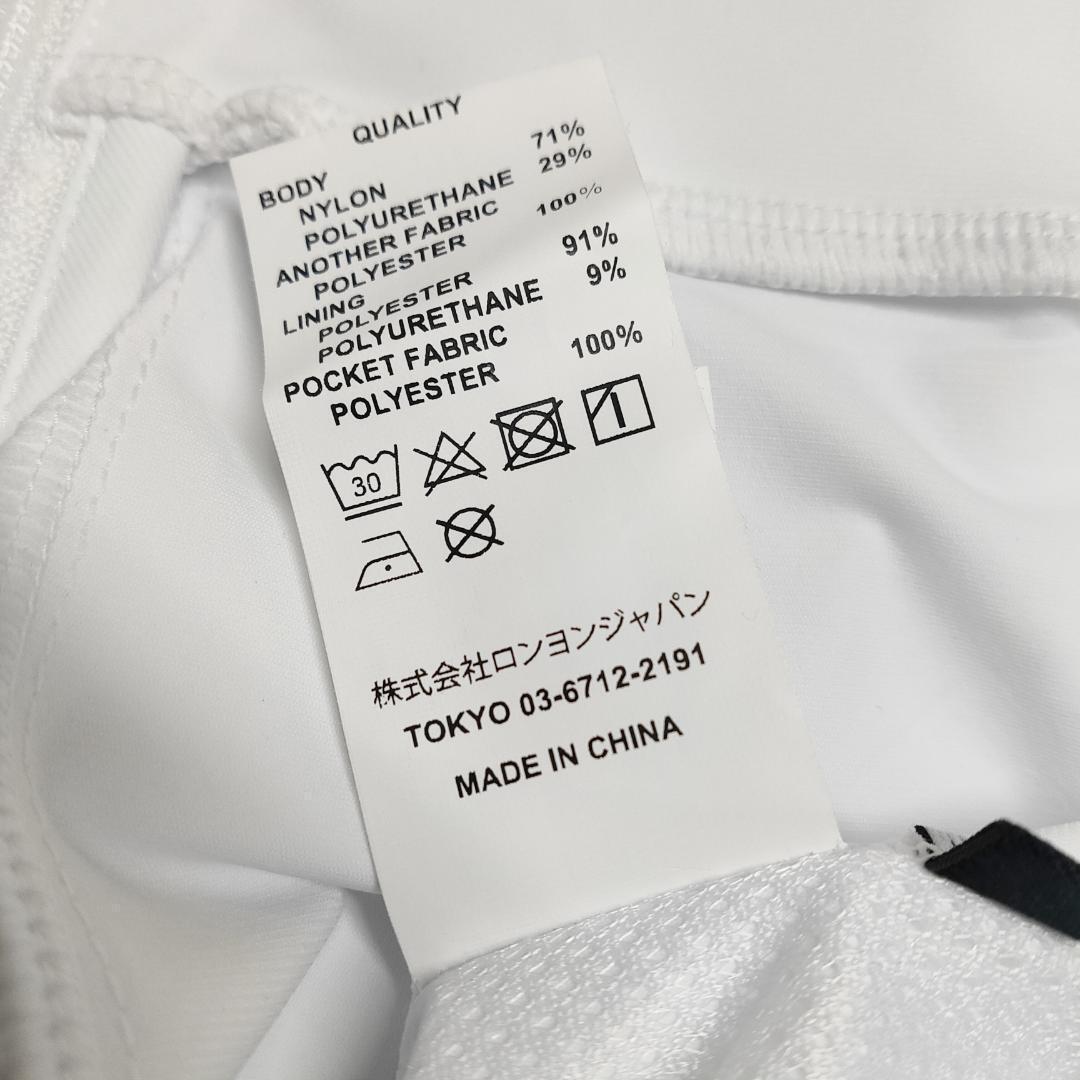 QUALITY
BODY
NYLON 71%
POLYURETHANE 29%
ANOTHER FABRIC
POLYESTER 100%
LINING
POLYESTER 91%
POLYURETHANE 9%
POCKET FABRIC
POLYESTER 100%
30
株式会社ロンヨンジャパン
TOKYO 03-6712-2191
MADE IN CHINA